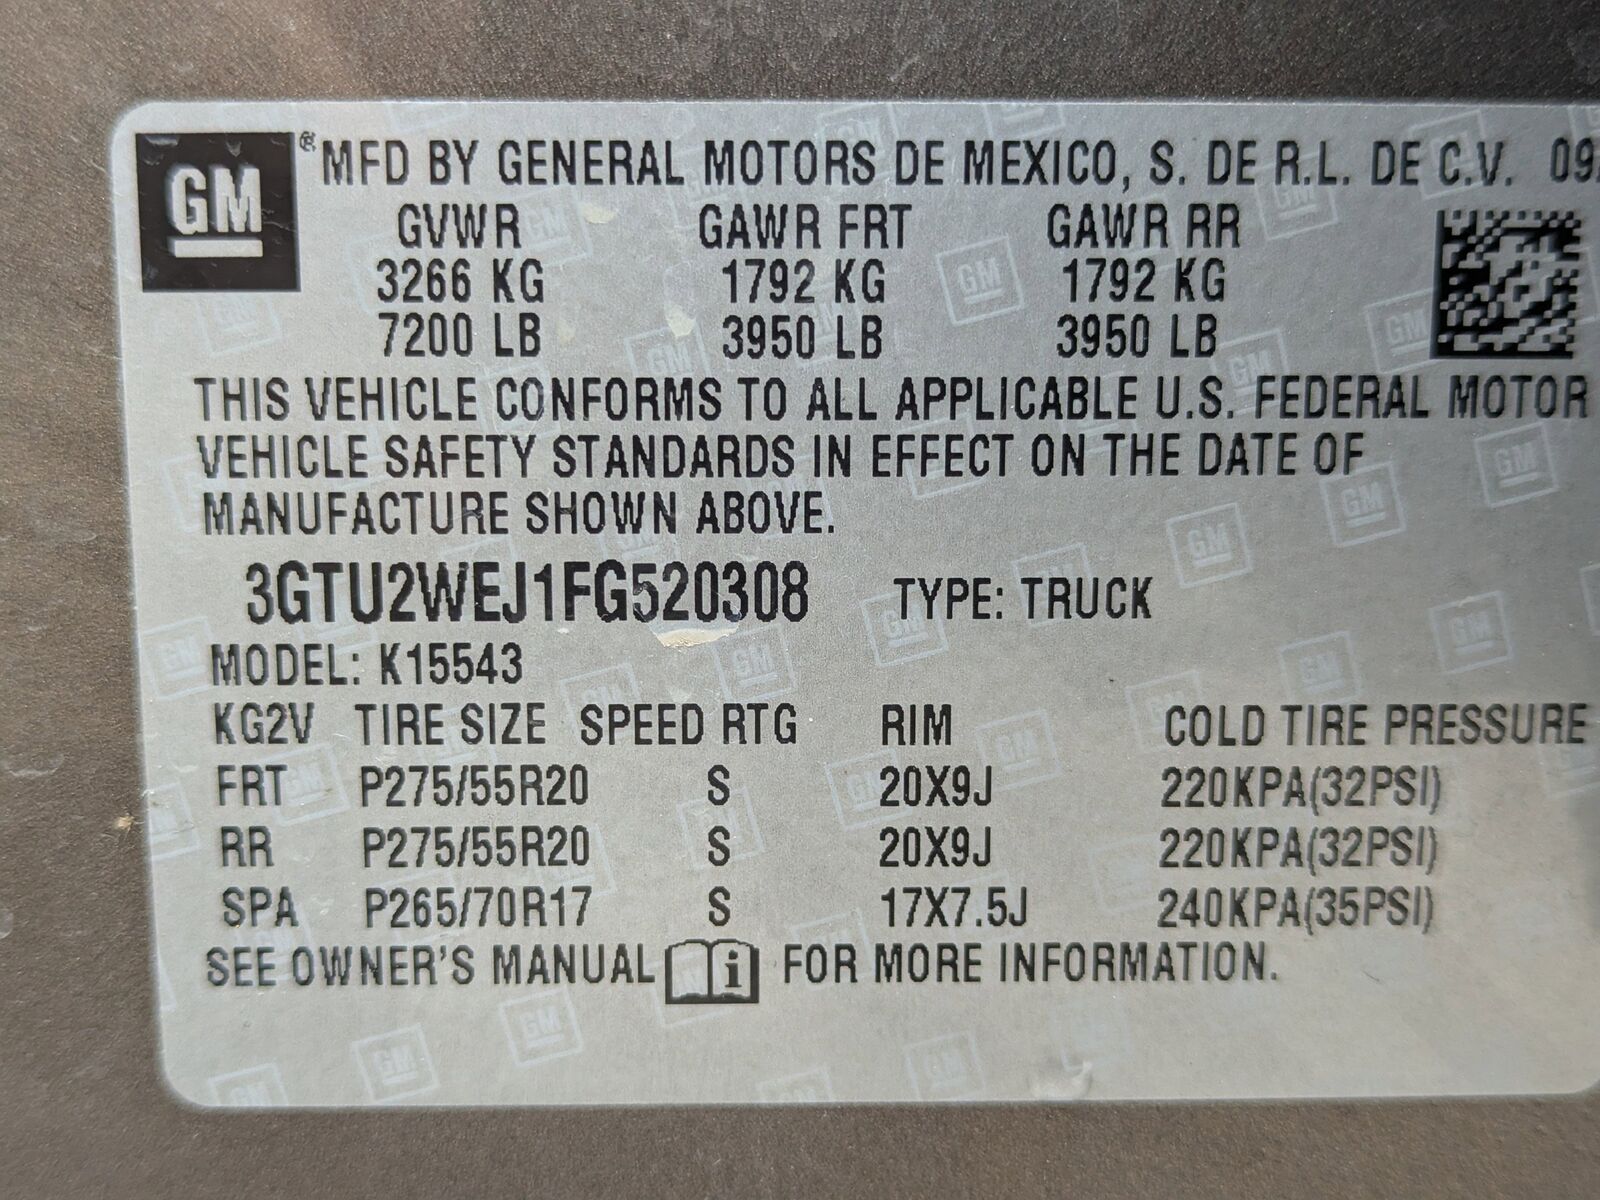 GM
® MFD BY GENERAL MOTORS DE MEXICO, S. DE R.L. DE C.V. 09
GVWR GAWR FRT GAWR RR
3266 KG 1792 KG 1792 KG
7200 LB 3950 LB 3950 LB
THIS VEHICLE CONFORMS TO ALL APPLICABLE U.S. FEDERAL MOTOR
VEHICLE SAFETY STANDARDS IN EFFECT ON THE DATE OF
MANUFACTURE SHOWN ABOVE.
3GTU2WEJ1FG520308 TYPE: TRUCK
MODEL: K15543
KG2V TIRE SIZE SPEED RTG RIM COLD TIRE PRESSURE
FRT P275/55R20 S 20X9J 220KPA(32PSI)
RR P275/55R20 S 20X9J 220KPA(32PSI)
SPA P265/70R17 S 17X7.5J 240KPA(35PSI)
SEE OWNER'S MANUAL i FOR MORE INFORMATION.